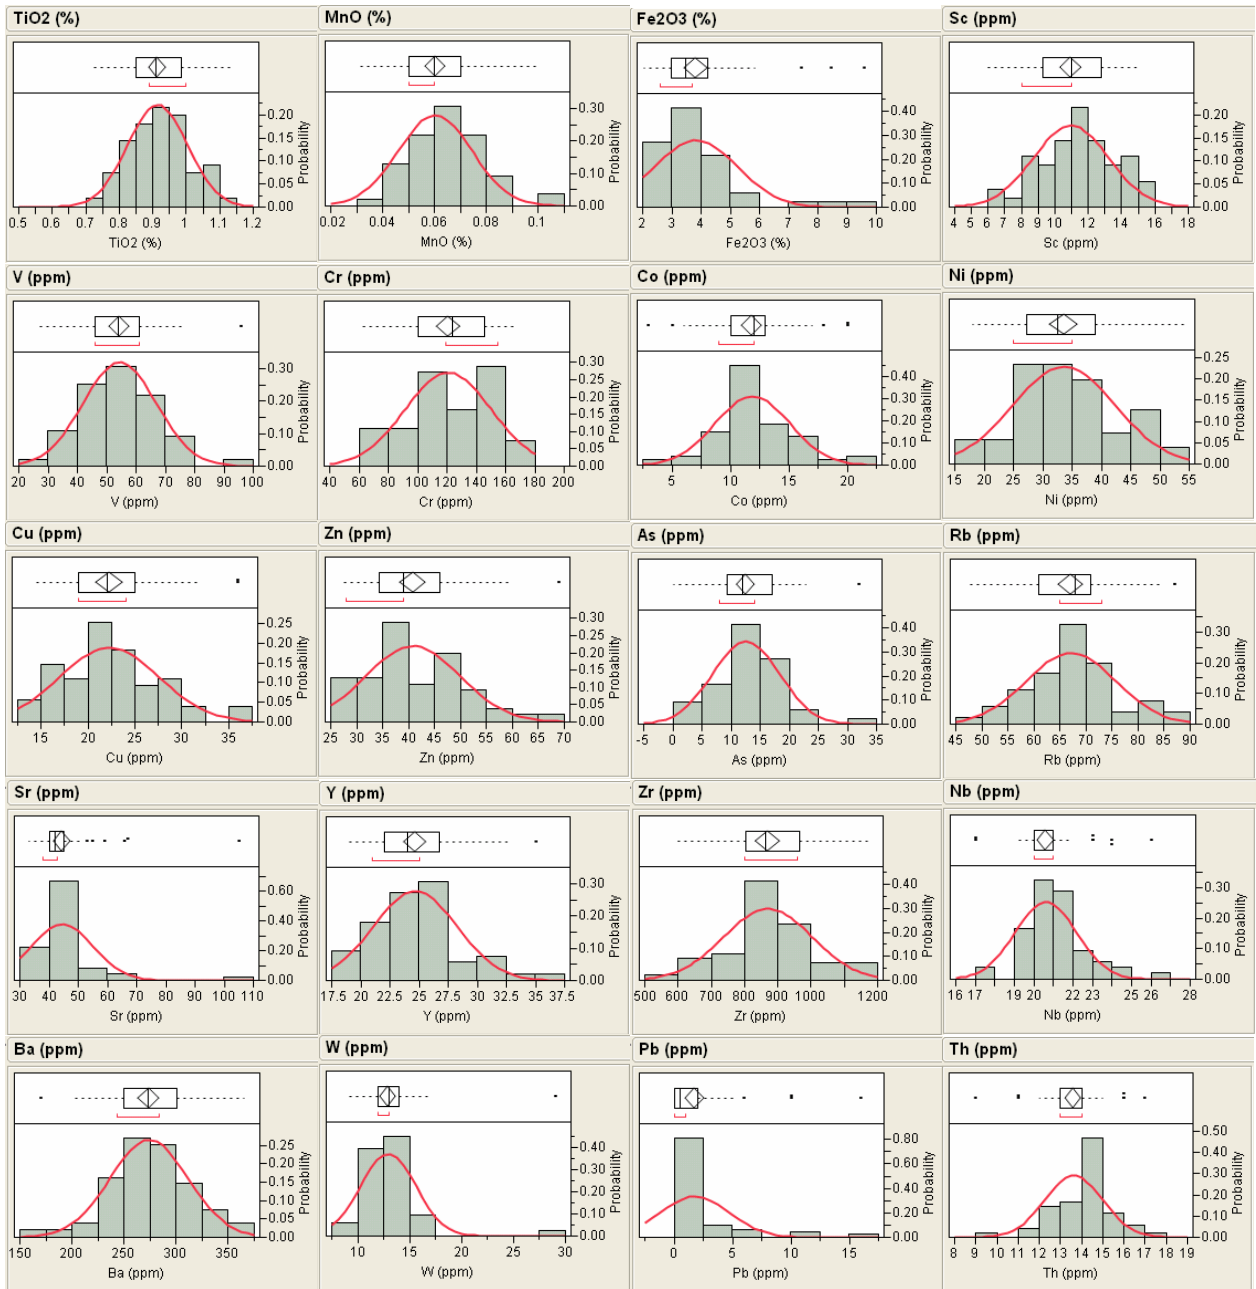 TiO2 (%)
0.20
0.15
0.10
0.05
0.00
Probability
0.5 0.6 0.7 0.8 0.9 1 1.1 1.2
TiO2 (%)
MnO (%)
0.30
0.20
0.10
0.00
Probability
0.02 0.04 0.06 0.08 0.1
MnO (%)
Fe2O3 (%)
0.40
0.30
0.20
0.10
0.00
Probability
2 3 4 5 6 7 8 9 10
Fe2O3 (%)
Sc (ppm)
0.20
0.15
0.10
0.05
0.00
Probability
4 5 6 7 8 9 10 12 14 16 18
Sc (ppm)
V (ppm)
0.30
0.20
0.10
0.00
Probability
20 30 40 50 60 70 80 90 100
V (ppm)
Cr (ppm)
0.30
0.25
0.20
0.15
0.10
0.05
0.00
Probability
40 60 80 100 120 140 160 200
Cr (ppm)
Co (ppm)
0.40
0.30
0.20
0.10
0.00
Probability
5 10 15 20
Co (ppm)
Ni (ppm)
0.25
0.20
0.15
0.10
0.05
0.00
Probability
15 20 25 30 35 40 45 50 55
Ni (ppm)
Cu (ppm)
0.25
0.20
0.15
0.10
0.05
0.00
Probability
15 20 25 30 35
Cu (ppm)
Zn (ppm)
0.30
0.25
0.20
0.15
0.10
0.05
0.00
Probability
25 30 35 40 45 50 55 60 65 70
Zn (ppm)
As (ppm)
0.40
0.30
0.20
0.10
0.00
Probability
-5 0 5 10 15 20 25 30 35
As (ppm)
Rb (ppm)
0.30
0.20
0.10
0.00
Probability
45 50 55 60 65 70 75 80 85 90
Rb (ppm)
Sr (ppm)
0.60
0.40
0.20
0.00
Probability
30 40 50 60 70 80 90 110
Sr (ppm)
Y (ppm)
0.30
0.20
0.10
0.00
Probability
17.5 20 22.5 25 27.5 30 32.5 37.5
Y (ppm)
Zr (ppm)
0.40
0.30
0.20
0.10
0.00
Probability
500 600 700 800 900 1000 1200
Zr (ppm)
Nb (ppm)
0.30
0.20
0.10
0.00
Probability
16 17 19 20 22 23 25 26 28
Nb (ppm)
Ba (ppm)
0.25
0.20
0.15
0.10
0.05
0.00
Probability
150 200 250 300 350
Ba (ppm)
W (ppm)
0.40
0.30
0.20
0.10
0.00
Probability
10 15 20 25 30
W (ppm)
Pb (ppm)
0.80
0.60
0.50
0.40
0.30
0.20
0.00
Probability
0 5 10 15
Pb (ppm)
Th (ppm)
0.50
0.40
0.30
0.20
0.10
0.00
Probability
8 9 10 11 12 13 14 15 16 17 18 19
Th (ppm)